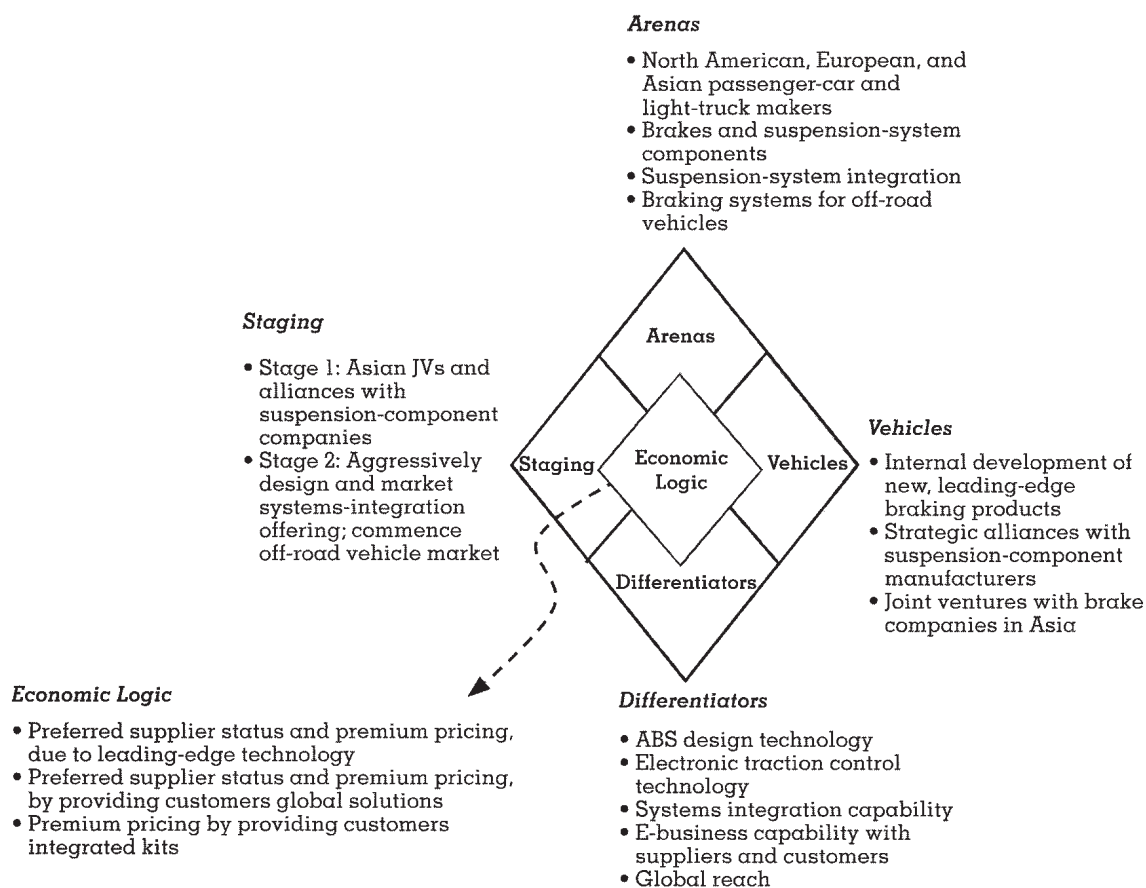 Arenas
• North American, European, and
Asian passenger-car and
light-truck makers
• Brakes and suspension-system
components
• Suspension-system integration
• Braking systems for off-road
vehicles
Staging
• Stage 1: Asian JVs and
alliances with
suspension-component
companies
• Stage 2: Aggressively
design and market
systems-integration
offering; commence
off-road vehicle market
Arenas
Staging
Economic
Logic
Vehicles
Differentiators
Vehicles
• Internal development of
new, leading-edge
braking products
• Strategic alliances with
suspension-component
manufacturers
• Joint ventures with brake
companies in Asia
Economic Logic
• Preferred supplier status and premium pricing,
due to leading-edge technology
• Preferred supplier status and premium pricing,
by providing customers global solutions
• Premium pricing by providing customers
integrated kits
Differentiators
• ABS design technology
• Electronic traction control
technology
• Systems integration capability
• E-business capability with
suppliers and customers
• Global reach